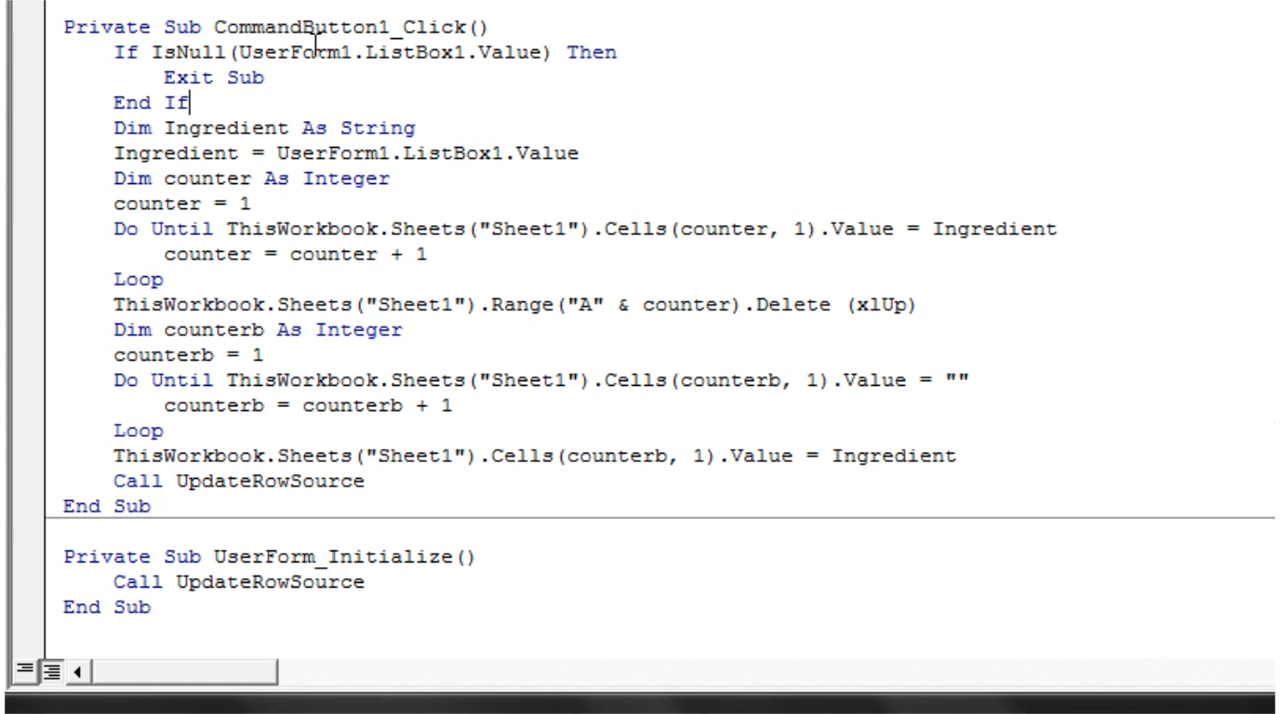 Private Sub CommandButton1_Click()
    If IsNull(UserForm1.ListBox1.Value) Then
        Exit Sub
    End If
    Dim Ingredient As String
    Ingredient = UserForm1.ListBox1.Value
    Dim counter As Integer
    counter = 1
    Do Until ThisWorkbook.Sheets("Sheet1").Cells(counter, 1).Value = Ingredient
        counter = counter + 1
    Loop
    ThisWorkbook.Sheets("Sheet1").Range("A" & counter).Delete (xlUp)
    Dim counterb As Integer
    counterb = 1
    Do Until ThisWorkbook.Sheets("Sheet1").Cells(counterb, 1).Value = ""
        counterb = counterb + 1
    Loop
    ThisWorkbook.Sheets("Sheet1").Cells(counterb, 1).Value = Ingredient
    Call UpdateRowSource
End Sub
Private Sub UserForm_Initialize()
    Call UpdateRowSource
End Sub